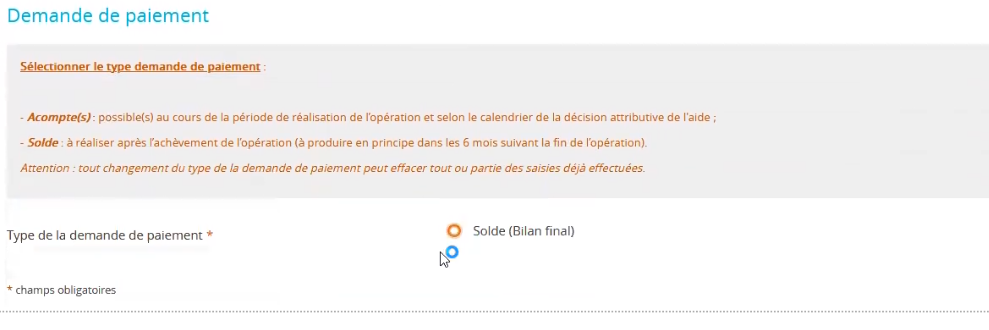 Demande de paiement
Sélectionner le type demande de paiement :
- Acompte(s) : possible(s) au cours de la période de réalisation de l'opération et selon le calendrier de la décision attributive de l'aide ;
- Solde : à réaliser après l'achèvement de l'opération (à produire en principe dans les 6 mois suivant la fin de l'opération).
Attention : tout changement du type de la demande de paiement peut effacer tout ou partie des saisies déjà effectuées.
Type de la demande de paiement * Solde (Bilan final)
* champs obligatoires